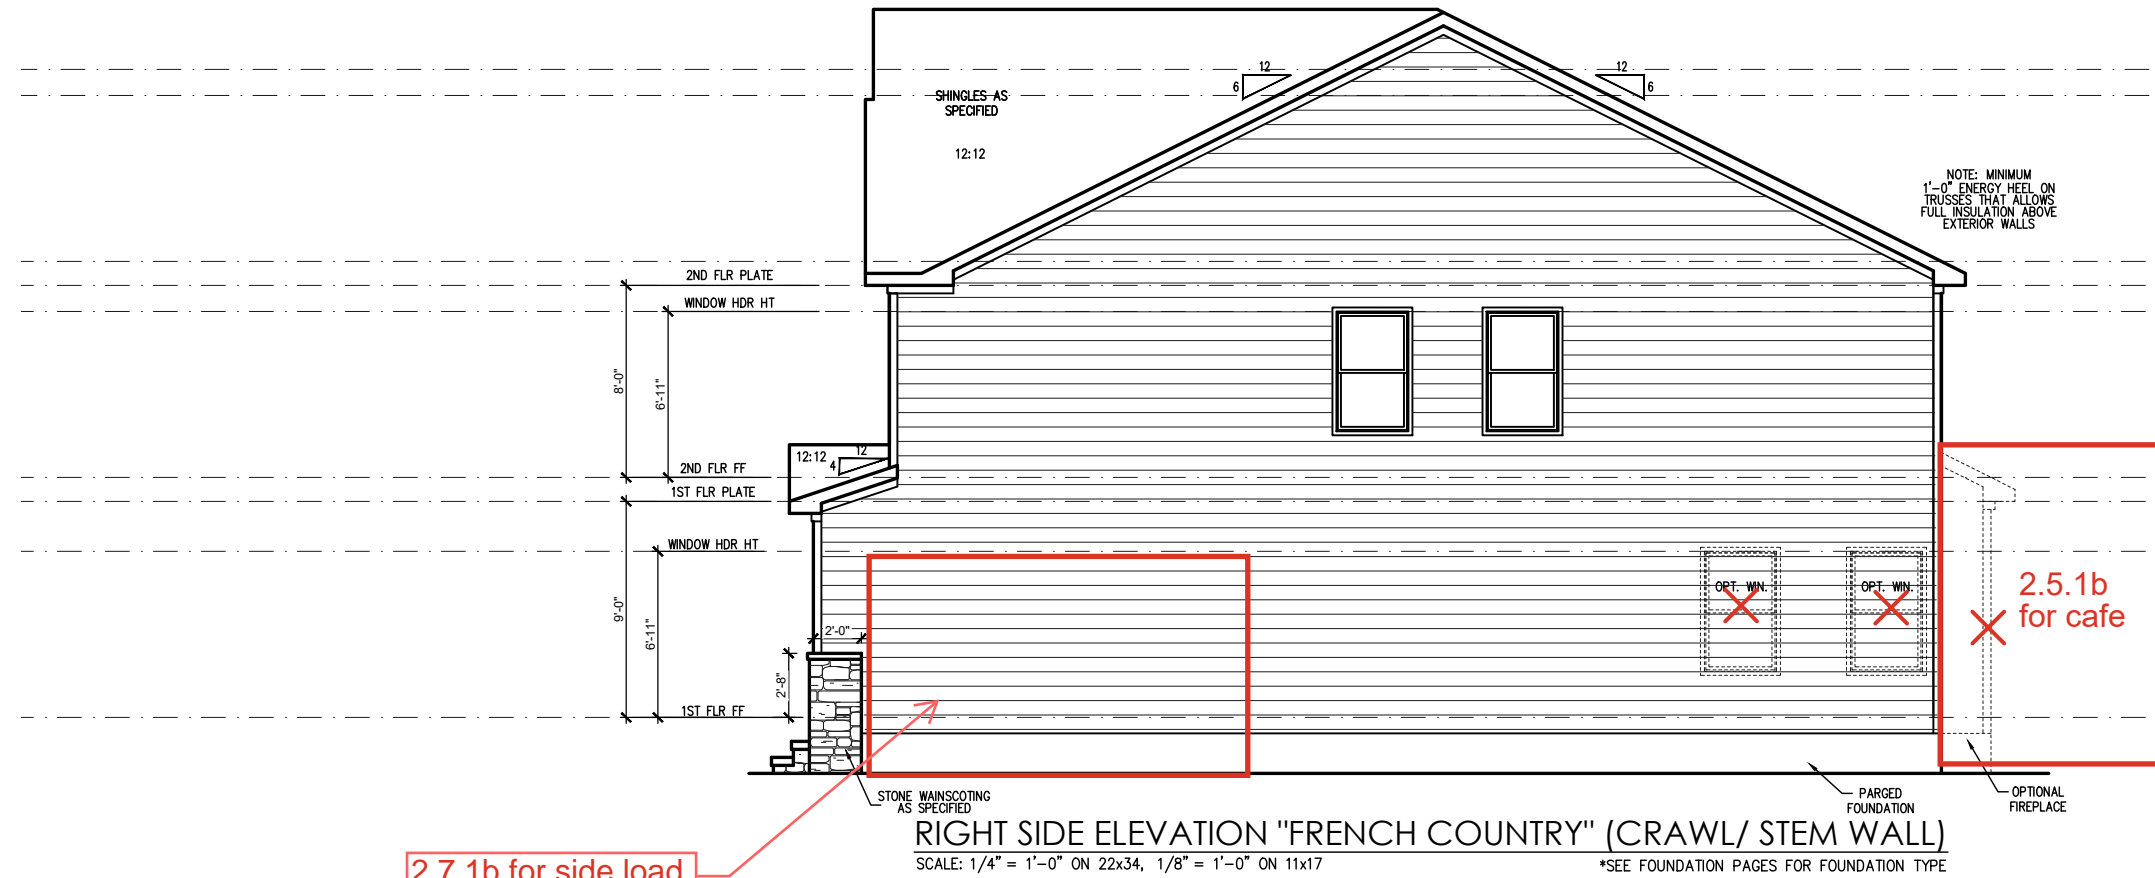 12
6
12
6
SHINGLES AS
SPECIFIED
12:12
NOTE: MINIMUM
1'-0" ENERGY HEEL ON
TRUSSES THAT ALLOWS
FULL INSULATION ABOVE
EXTERIOR WALLS
2ND FLR PLATE
WINDOW HDR HT
8'-0"
6'-11"
12:12
12
4
2ND FLR FF
1ST FLR PLATE
WINDOW HDR HT
9'-0"
6'-11"
OPT. WIN.
OPT. WIN.
2.5.1b
for cafe
2'-0"
2'-8"
1ST FLR FF
STONE WAINSCOTING
AS SPECIFIED
PARGED
FOUNDATION
OPTIONAL
FIREPLACE
RIGHT SIDE ELEVATION "FRENCH COUNTRY" (CRAWL/ STEM WALL)
SCALE: 1/4" = 1'-0" ON 22x34, 1/8" = 1'-0" ON 11x17
*SEE FOUNDATION PAGES FOR FOUNDATION TYPE
2.7.1b for side load